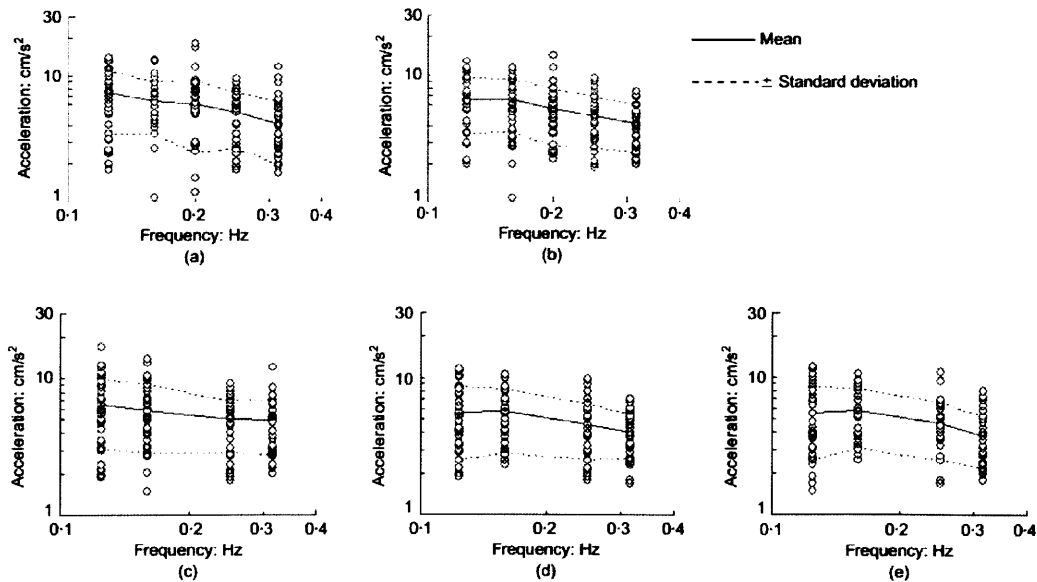 30
10
1
Acceleration: cm/s²
0·1 0·2 0·3 0·4
Frequency: Hz
(a)
30
10
1
Acceleration: cm/s²
0·1 0·2 0·3 0·4
Frequency: Hz
(b)
Mean
± Standard deviation
30
10
1
Acceleration: cm/s²
0·1 0·2 0·3 0·4
Frequency: Hz
(c)
30
10
1
Acceleration: cm/s²
0·1 0·2 0·3 0·4
Frequency: Hz
(d)
30
10
1
Acceleration: cm/s²
0·1 0·2 0·3 0·4
Frequency: Hz
(e)